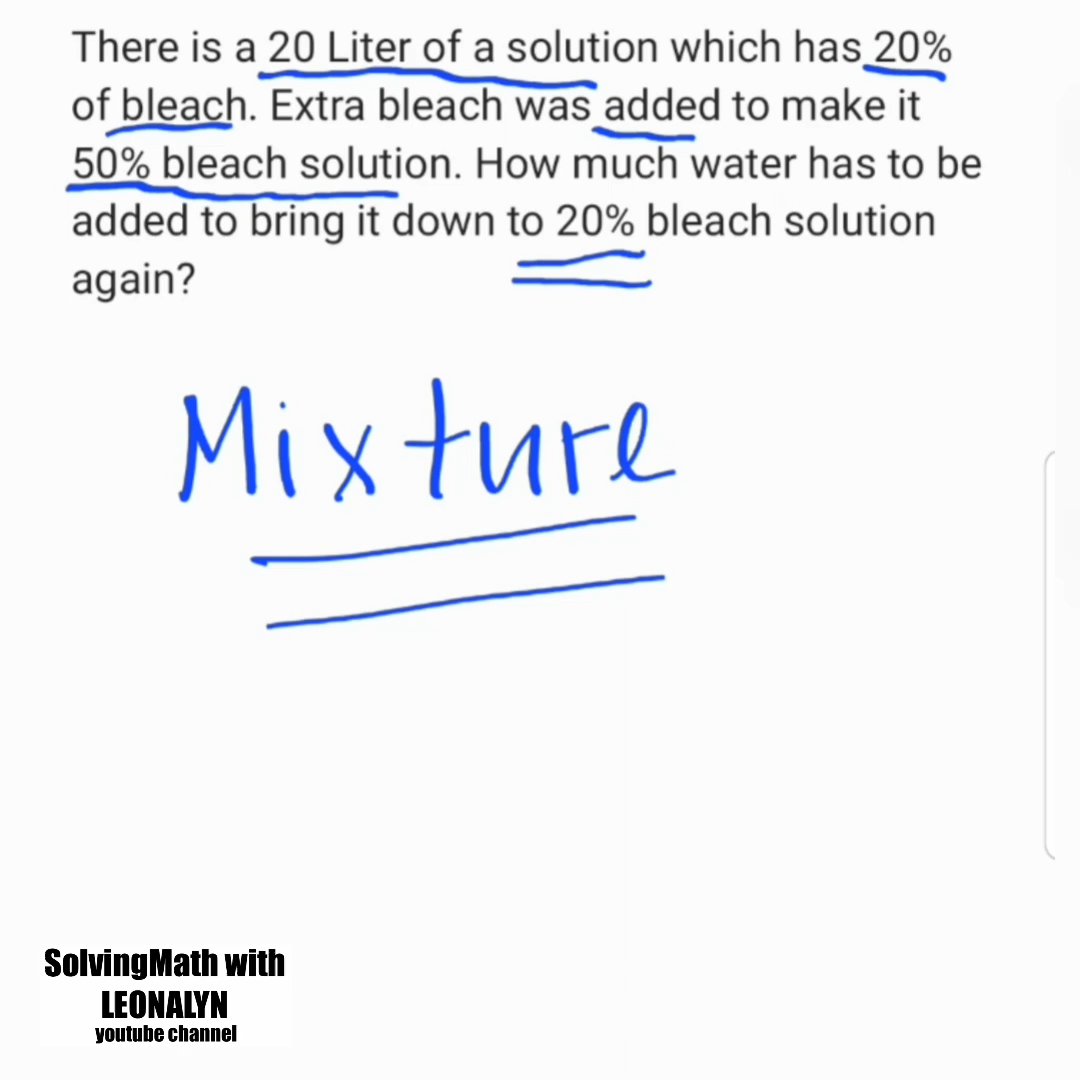 There is a 20 Liter of a solution which has 20%
of bleach. Extra bleach was added to make it
50% bleach solution. How much water has to be
added to bring it down to 20% bleach solution
again?
Mixture
SolvingMath with
LEONALYN
youtube channel